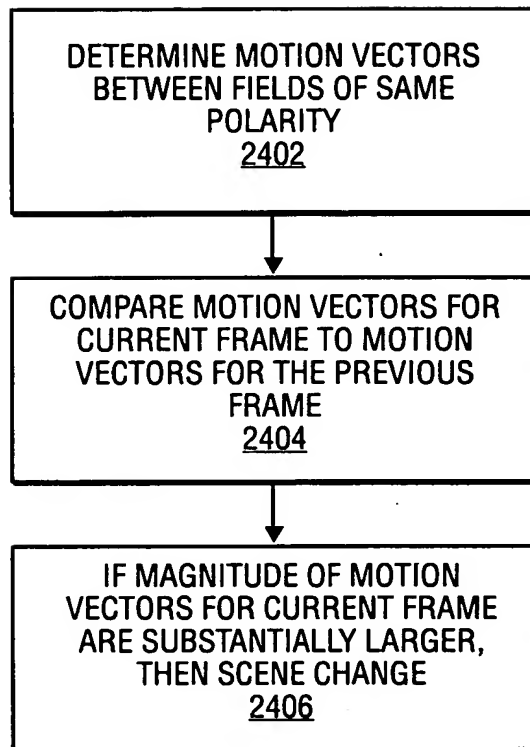 DETERMINE MOTION VECTORS
BETWEEN FIELDS OF SAME
POLARITY
2402
COMPARE MOTION VECTORS FOR
CURRENT FRAME TO MOTION
VECTORS FOR THE PREVIOUS
FRAME
2404
IF MAGNITUDE OF MOTION
VECTORS FOR CURRENT FRAME
ARE SUBSTANTIALLY LARGER,
THEN SCENE CHANGE
2406